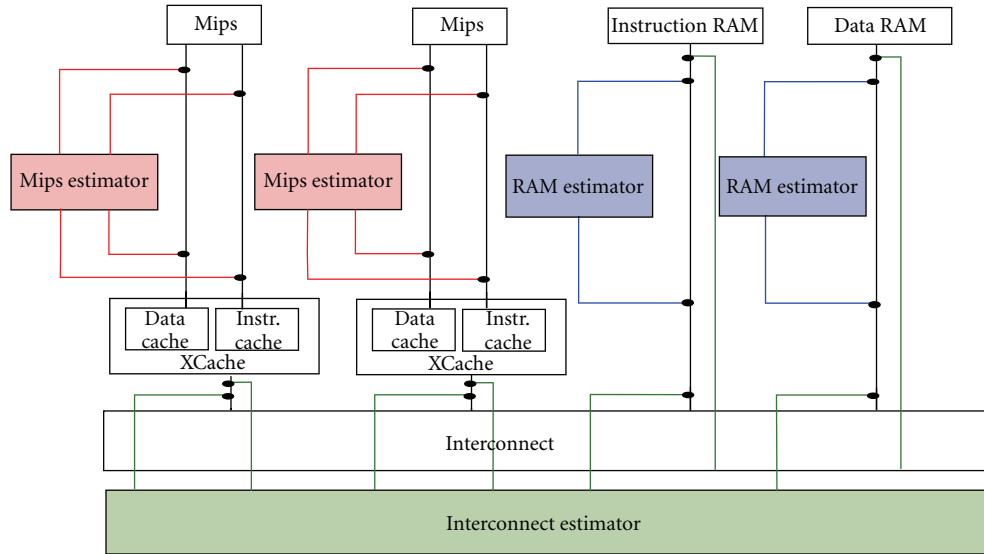 Mips
Mips
Instruction RAM
Data RAM
Mips estimator
Mips estimator
RAM estimator
RAM estimator
Data
cache
Instr.
cache
XCache
Data
cache
Instr.
cache
XCache
Interconnect
Interconnect estimator